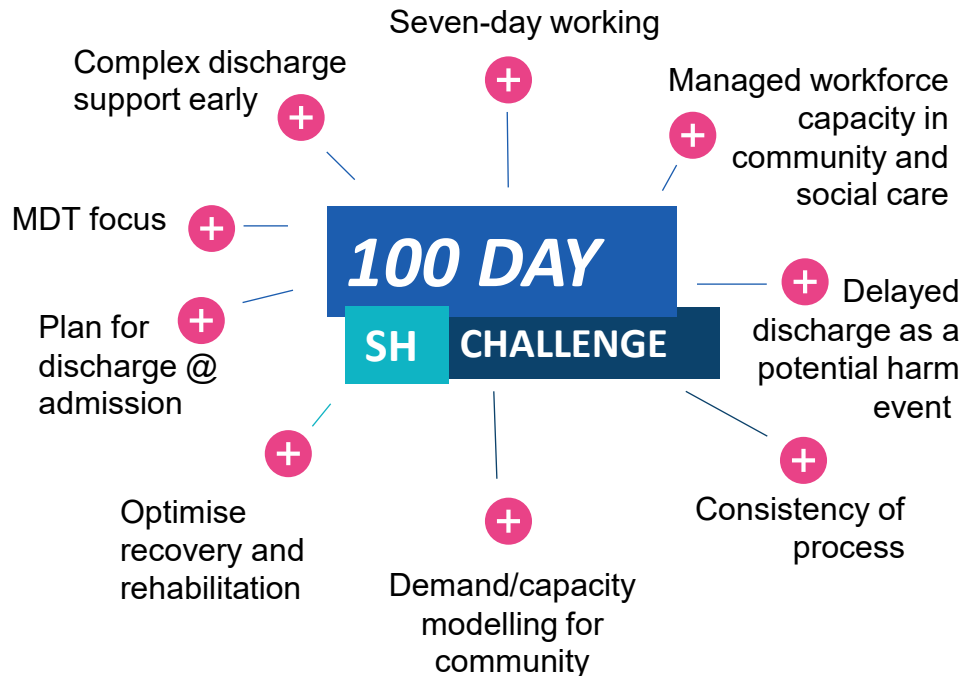 Seven-day working
Complex discharge
support early
Managed workforce
capacity in
community and
social care
MDT focus
100 DAY
SH CHALLENGE
Delayed
discharge as a
potential harm
event
Plan for
discharge @
admission
Optimise
recovery and
rehabilitation
Demand/capacity
modelling for
community
Consistency of
process